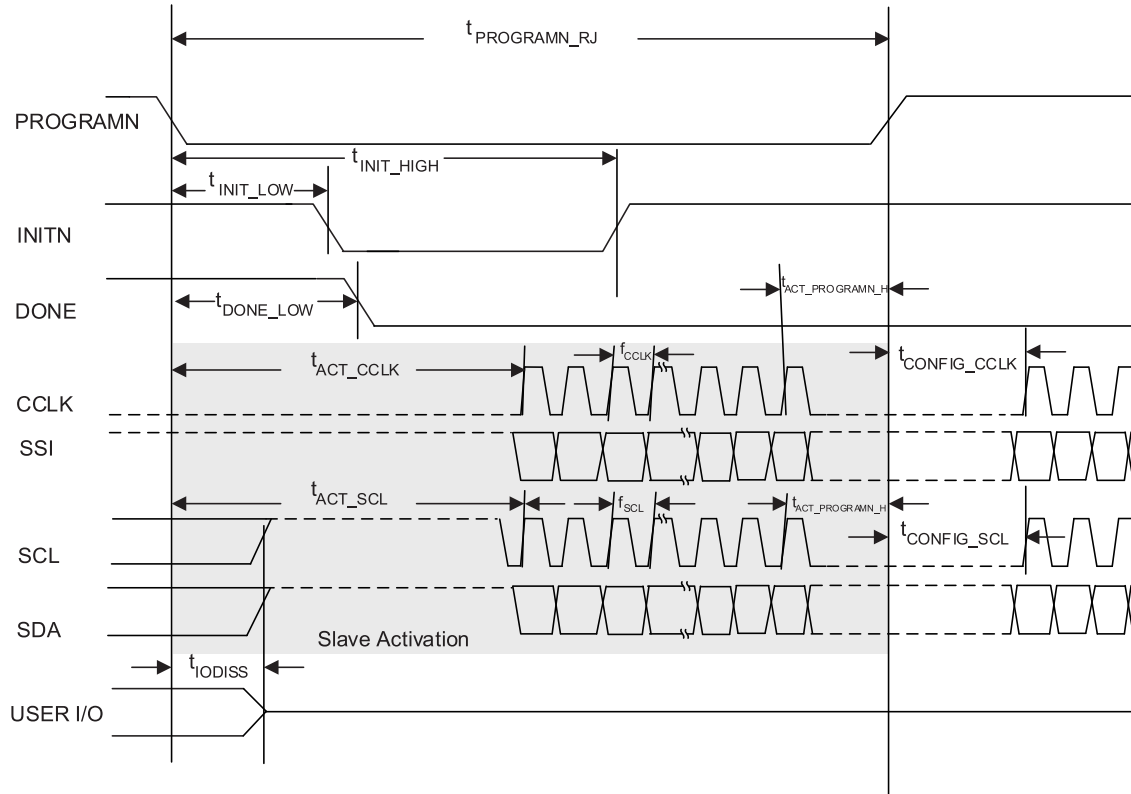 tPROGRAMN_RJ
PROGRAMN
tINIT_HIGH
tINIT_LOW
INITN
DONE
tDONE_LOW
tACT_PROGRAMN_H
tACT_CCLK
fCCLK
tCONFIG_CCLK
CCLK
SSI
tACT_SCL
fSCL
tACT_PROGRAMN_H
tCONFIG_SCL
SCL
SDA
Slave Activation
tIODISS
USER I/O